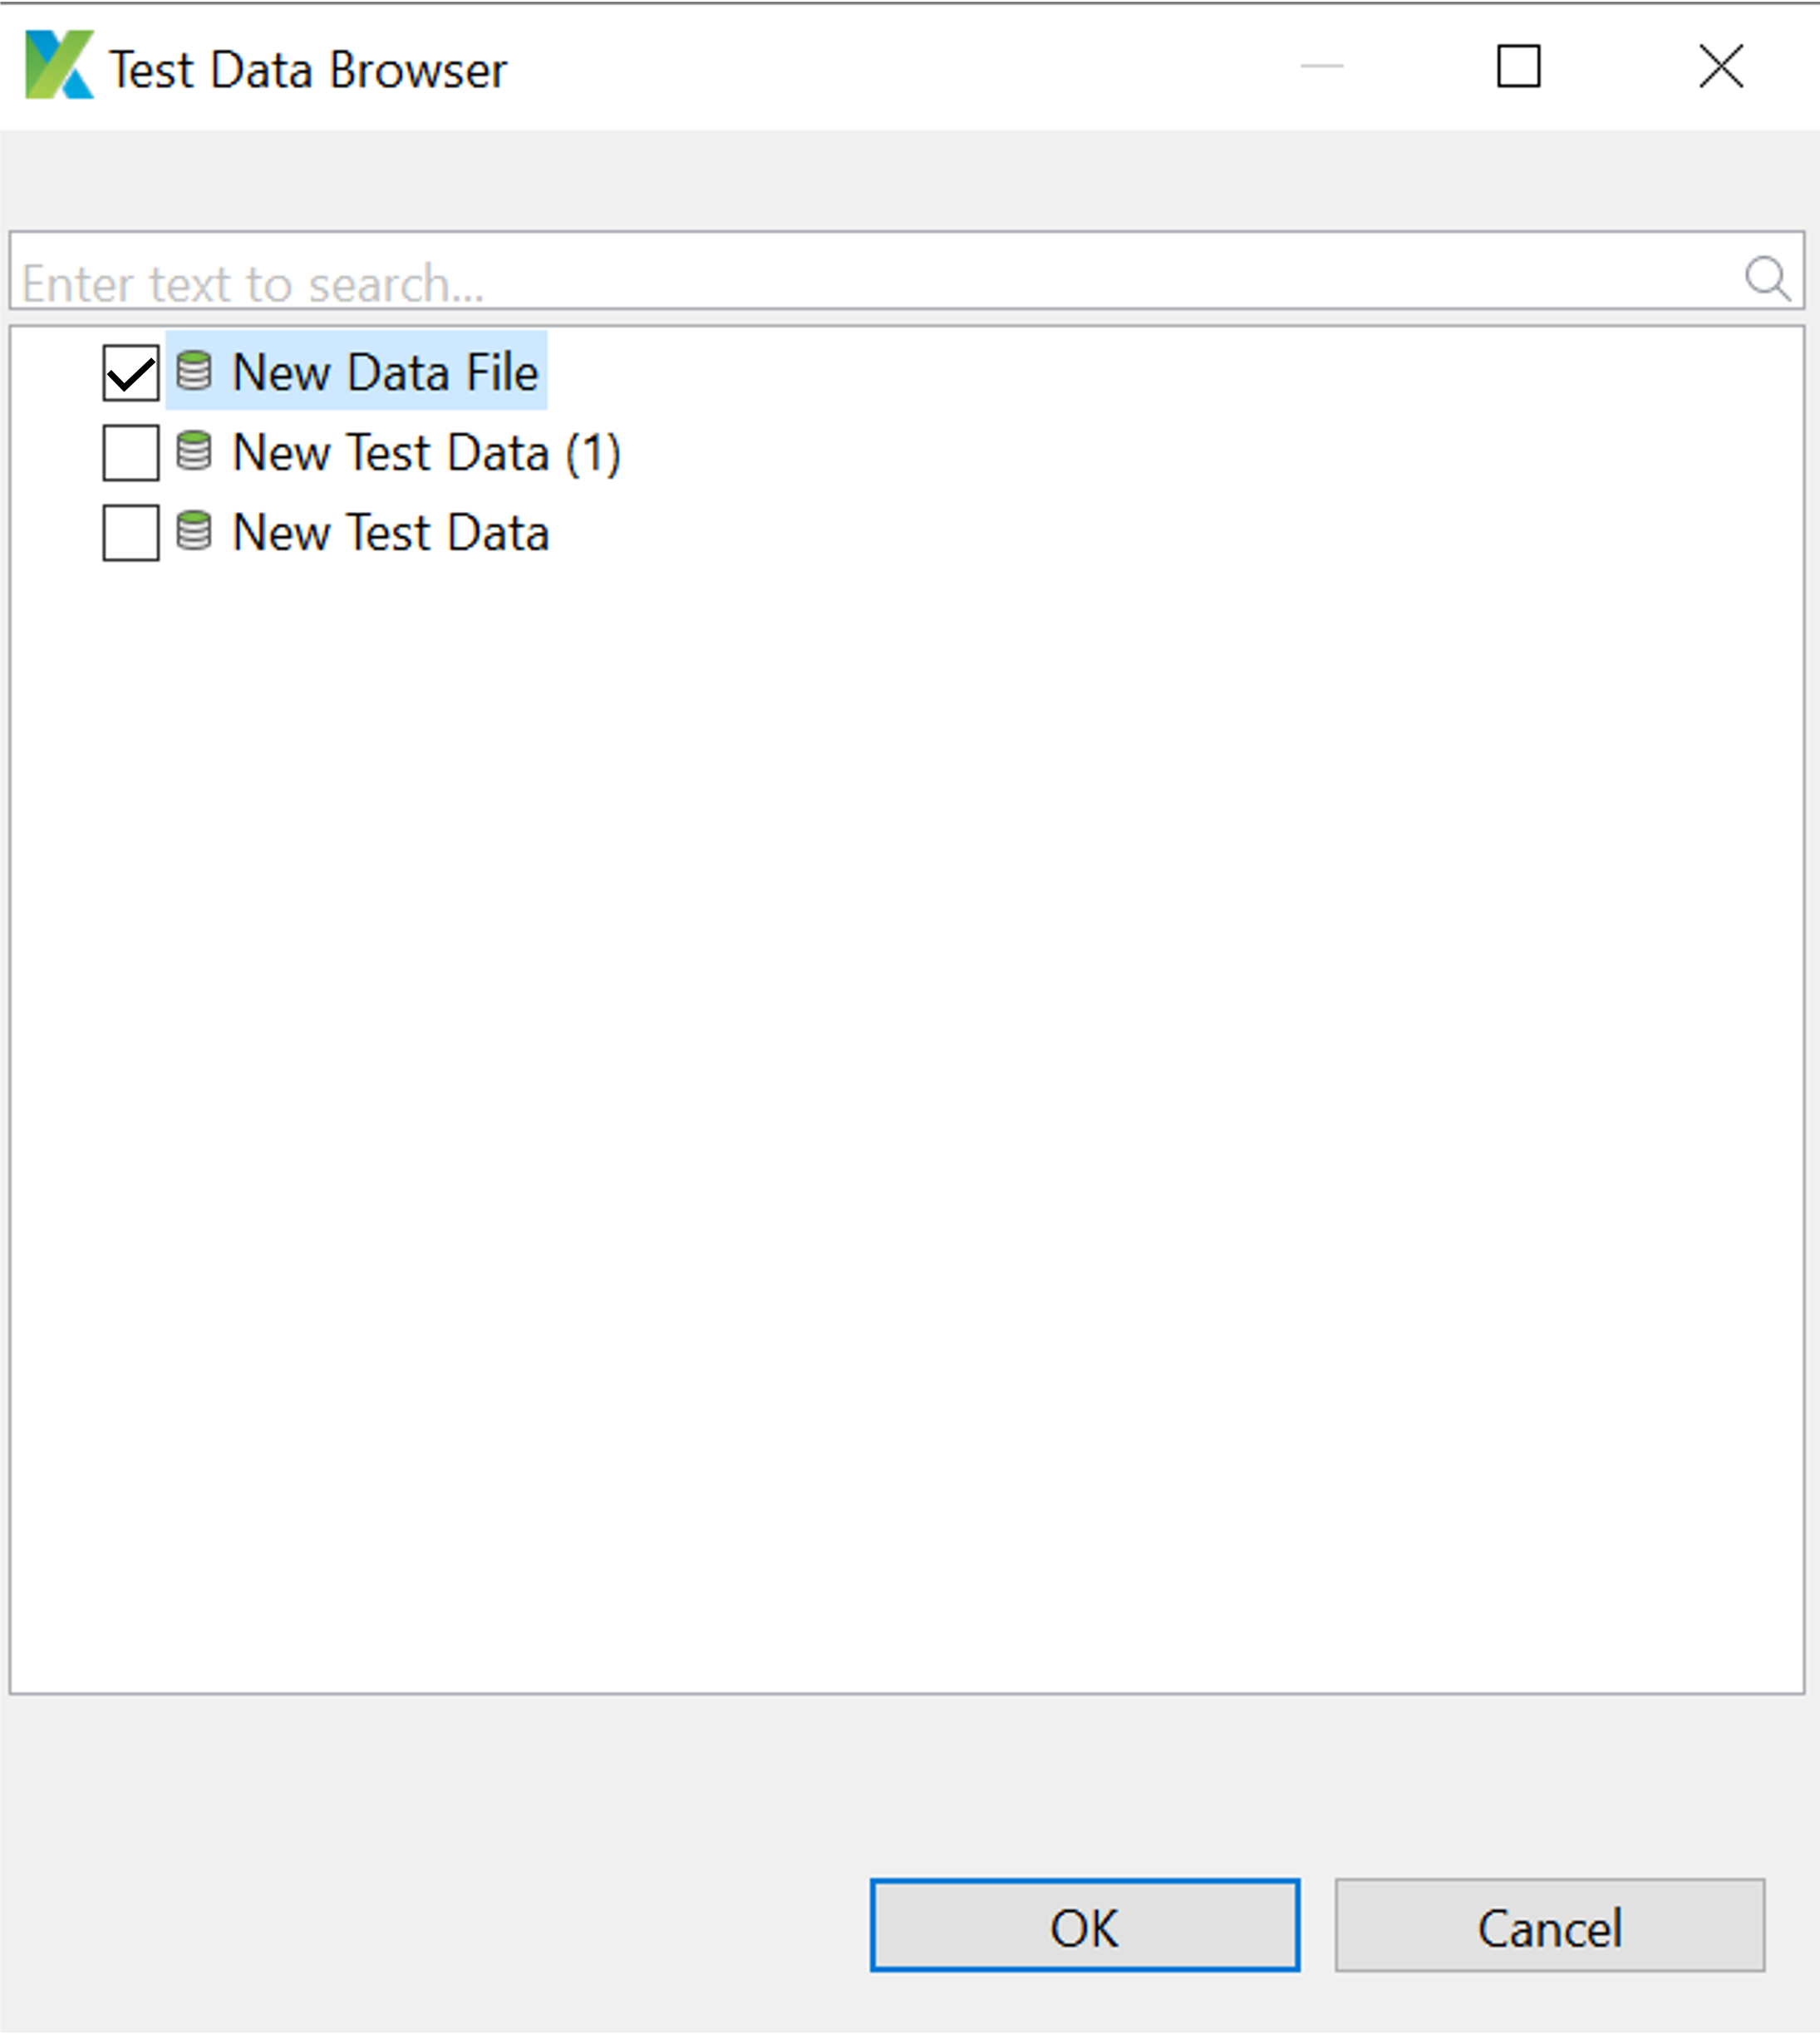 Test Data Browser
Enter text to search...
New Data File
New Test Data (1)
New Test Data
OK
Cancel